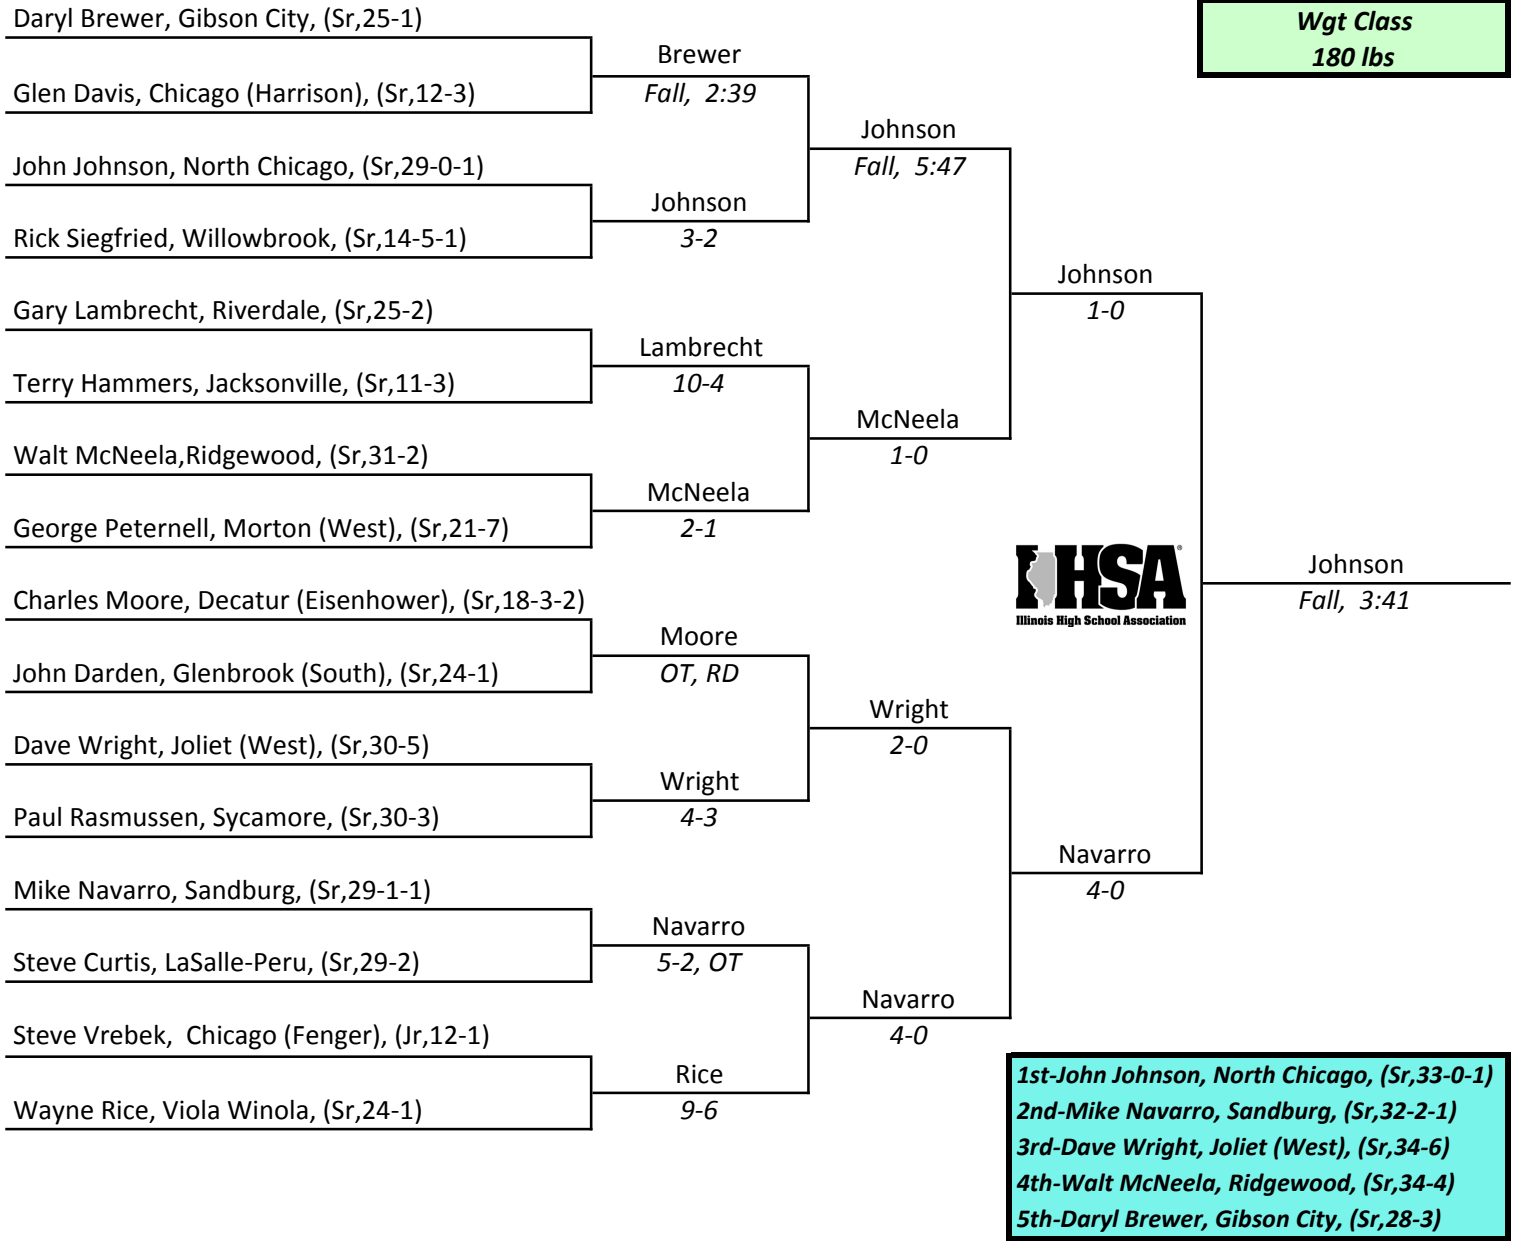 Daryl Brewer, Gibson City, (Sr,25-1)
Wgt Class
180 lbs
Brewer
Glen Davis, Chicago (Harrison), (Sr,12-3)
Fall,  2:39
Johnson
John Johnson, North Chicago, (Sr,29-0-1)
Fall,  5:47
Johnson
Rick Siegfried, Willowbrook, (Sr,14-5-1)
3-2
Johnson
Gary Lambrecht, Riverdale, (Sr,25-2)
1-0
Lambrecht
Terry Hammers, Jacksonville, (Sr,11-3)
10-4
McNeela
Walt McNeela,Ridgewood, (Sr,31-2)
1-0
McNeela
George Peternell, Morton (West), (Sr,21-7)
2-1
IHSA®
Illinois High School Association
Johnson
Charles Moore, Decatur (Eisenhower), (Sr,18-3-2)
Fall,  3:41
Moore
John Darden, Glenbrook (South), (Sr,24-1)
OT, RD
Wright
Dave Wright, Joliet (West), (Sr,30-5)
2-0
Wright
Paul Rasmussen, Sycamore, (Sr,30-3)
4-3
Navarro
Mike Navarro, Sandburg, (Sr,29-1-1)
4-0
Navarro
Steve Curtis, LaSalle-Peru, (Sr,29-2)
5-2, OT
Navarro
Steve Vrebek,  Chicago (Fenger), (Jr,12-1)
4-0
Rice
Wayne Rice, Viola Winola, (Sr,24-1)
9-6
1st-John Johnson, North Chicago, (Sr,33-0-1)
2nd-Mike Navarro, Sandburg, (Sr,32-2-1)
3rd-Dave Wright, Joliet (West), (Sr,34-6)
4th-Walt McNeela, Ridgewood, (Sr,34-4)
5th-Daryl Brewer, Gibson City, (Sr,28-3)